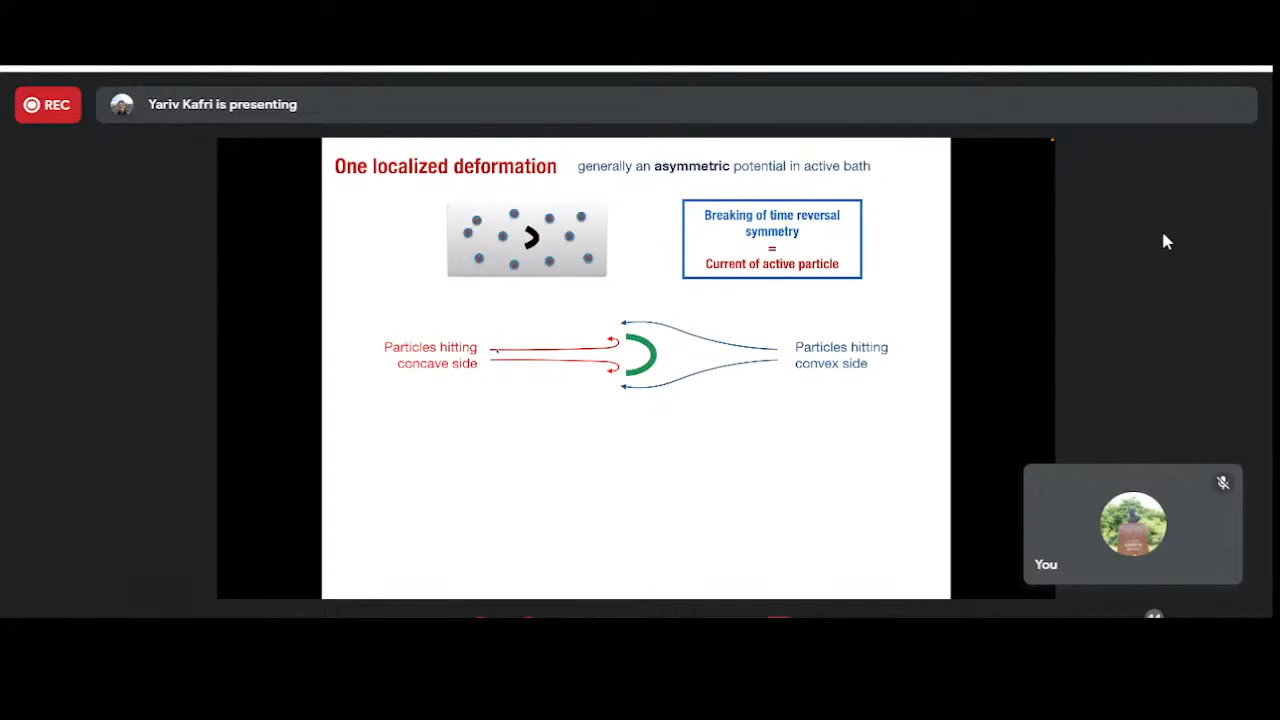 REC
Yariv Kafri is presenting
One localized deformation
generally an asymmetric potential in active bath
Breaking of time reversal
symmetry
=
Current of active particle
Particles hitting
concave side
Particles hitting
convex side
You